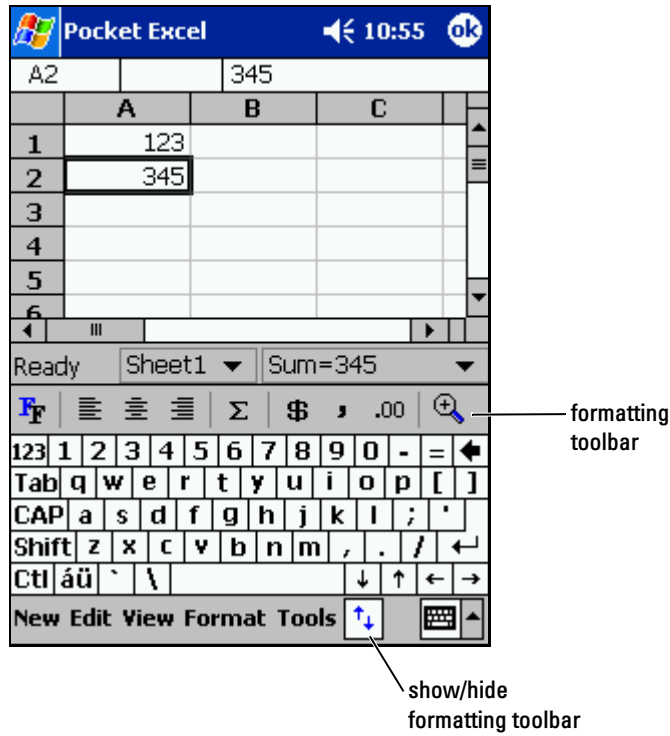 Pocket Excel 10:55 ok
A2 345
A B C
1 123
2 345
3
4
5
6
Ready Sheet1 Sum=345
FF Σ $ , .00
formatting
toolbar
123 1 2 3 4 5 6 7 8 9 0 - =
Tab q w e r t y u i o p [ ]
CAP a s d f g h j k l ; '
Shift z x c v b n m , . /
Ctl áü ` \ ↓ ↑ ← →
New Edit View Format Tools
show/hide
formatting toolbar